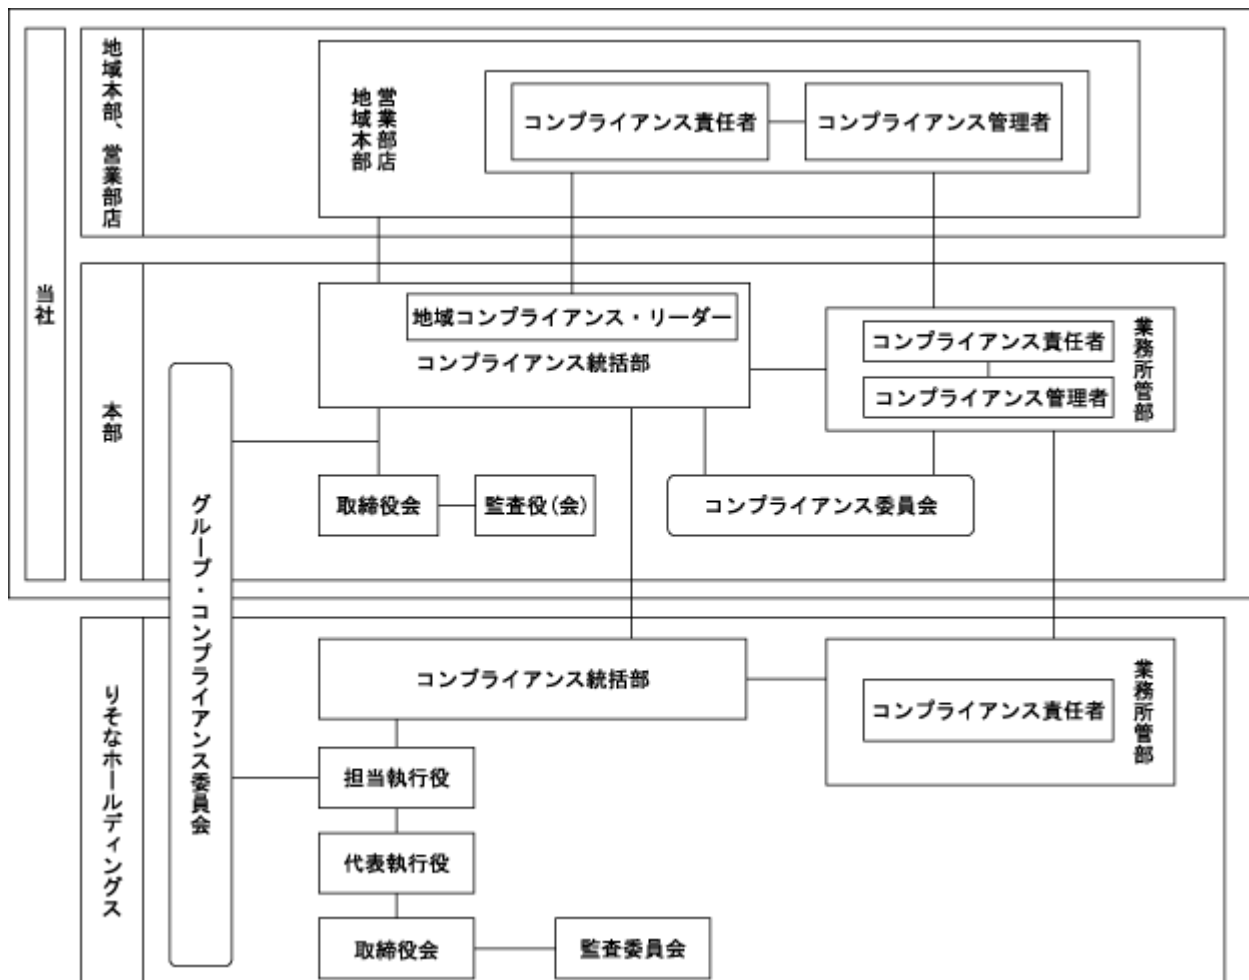 当社
地域本部、営業部店
営業部店
地域本部
コンプライアンス責任者
コンプライアンス管理者
本部
地域コンプライアンス・リーダー
コンプライアンス統括部
コンプライアンス責任者
コンプライアンス管理者
業務所管部
取締役会
監査役(会)
コンプライアンス委員会
グループ・コンプライアンス委員会
りそなホールディングス
コンプライアンス統括部
コンプライアンス責任者
業務所管部
担当執行役
代表執行役
取締役会
監査委員会